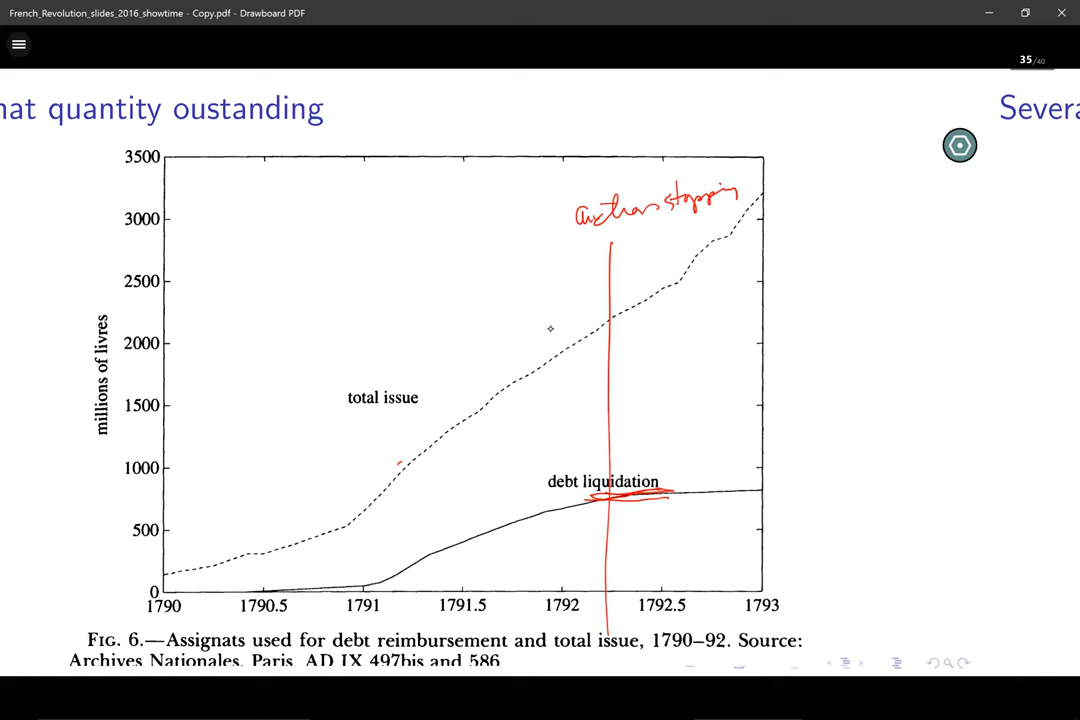 French_Revolution_slides_2016_showtime - Copy.pdf - Drawboard PDF
35/40
nat quantity oustanding
Severa
3500
3000
2500
2000
1500
1000
500
0
millions of livres
stopping
total issue
debt liquidation
1790 1790.5 1791 1791.5 1792 1792.5 1793
FIG. 6.—Assignats used for debt reimbursement and total issue, 1790–92. Source:
Archives Nationales, Paris, AD IX 497bis and 586